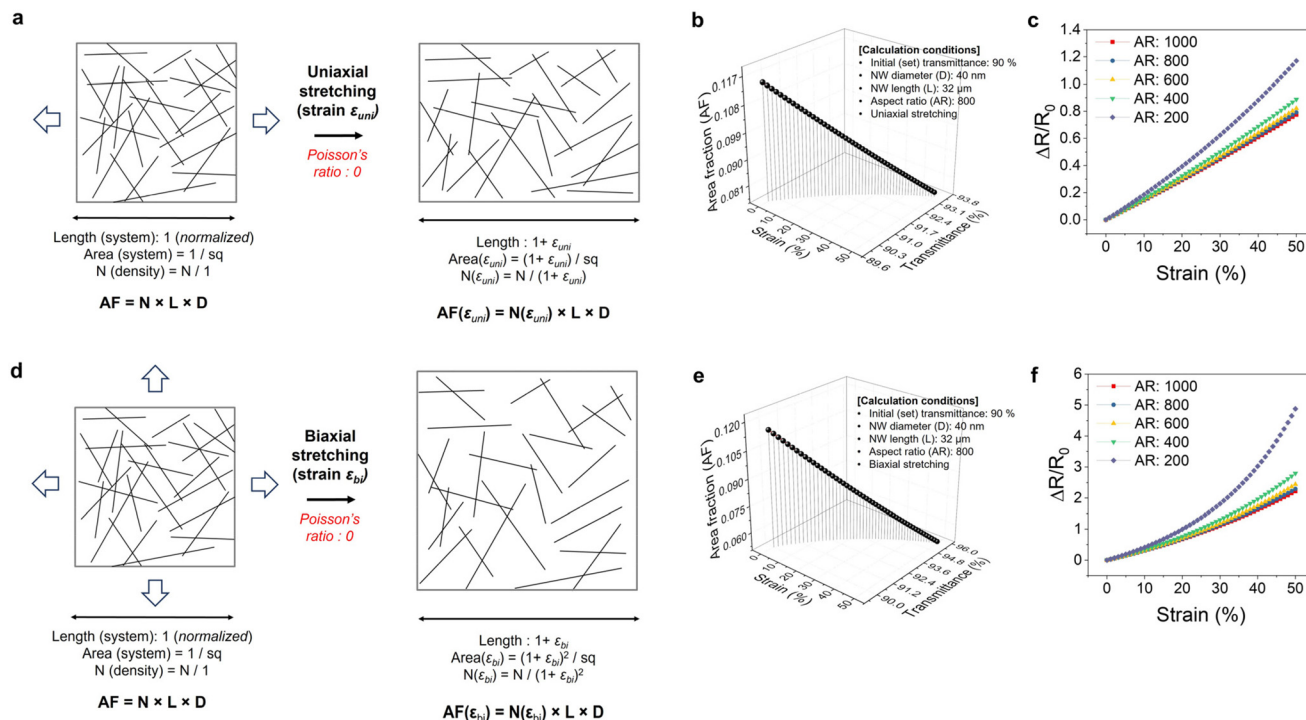 a
Uniaxial
stretching
(strain εuni)
Poisson's
ratio : 0
Length (system): 1 (normalized)
Area (system) = 1 / sq
N (density) = N / 1
AF = N × L × D
Length : 1+ εuni
Area(εuni) = (1+ εuni) / sq
N(εuni) = N / (1+ εuni)
AF(εuni) = N(εuni) × L × D
b
[Calculation conditions]
• Initial (set) transmittance: 90 %
• NW diameter (D): 40 nm
• NW length (L): 32 μm
• Aspect ratio (AR): 800
• Uniaxial stretching
Area fraction (AF)
0.117
0.108
0.099
0.090
0.081
0
10
20
30
40
50
Strain (%)
93.8
93.1
92.4
91.7
91.0
90.3
89.6
Transmittance (%)
c
AR: 1000
AR: 800
AR: 600
AR: 400
AR: 200
ΔR/R0
1.4
1.2
1.0
0.8
0.6
0.4
0.2
0.0
0 10 20 30 40 50
Strain (%)
d
Biaxial
stretching
(strain εbi)
Poisson's
ratio : 0
Length (system): 1 (normalized)
Area (system) = 1 / sq
N (density) = N / 1
AF = N × L × D
Length : 1+ εbi
Area(εbi) = (1+ εbi)2 / sq
N(εbi) = N / (1+ εbi)2
AF(εbi) = N(εbi) × L × D
e
[Calculation conditions]
• Initial (set) transmittance: 90 %
• NW diameter (D): 40 nm
• NW length (L): 32 μm
• Aspect ratio (AR): 800
• Biaxial stretching
Area fraction (AF)
0.120
0.105
0.090
0.075
0.060
0
10
20
30
40
50
Strain (%)
96.0
94.8
93.6
92.4
91.2
90.0
Transmittance (%)
f
AR: 1000
AR: 800
AR: 600
AR: 400
AR: 200
ΔR/R0
6
5
4
3
2
1
0
0 10 20 30 40 50
Strain (%)